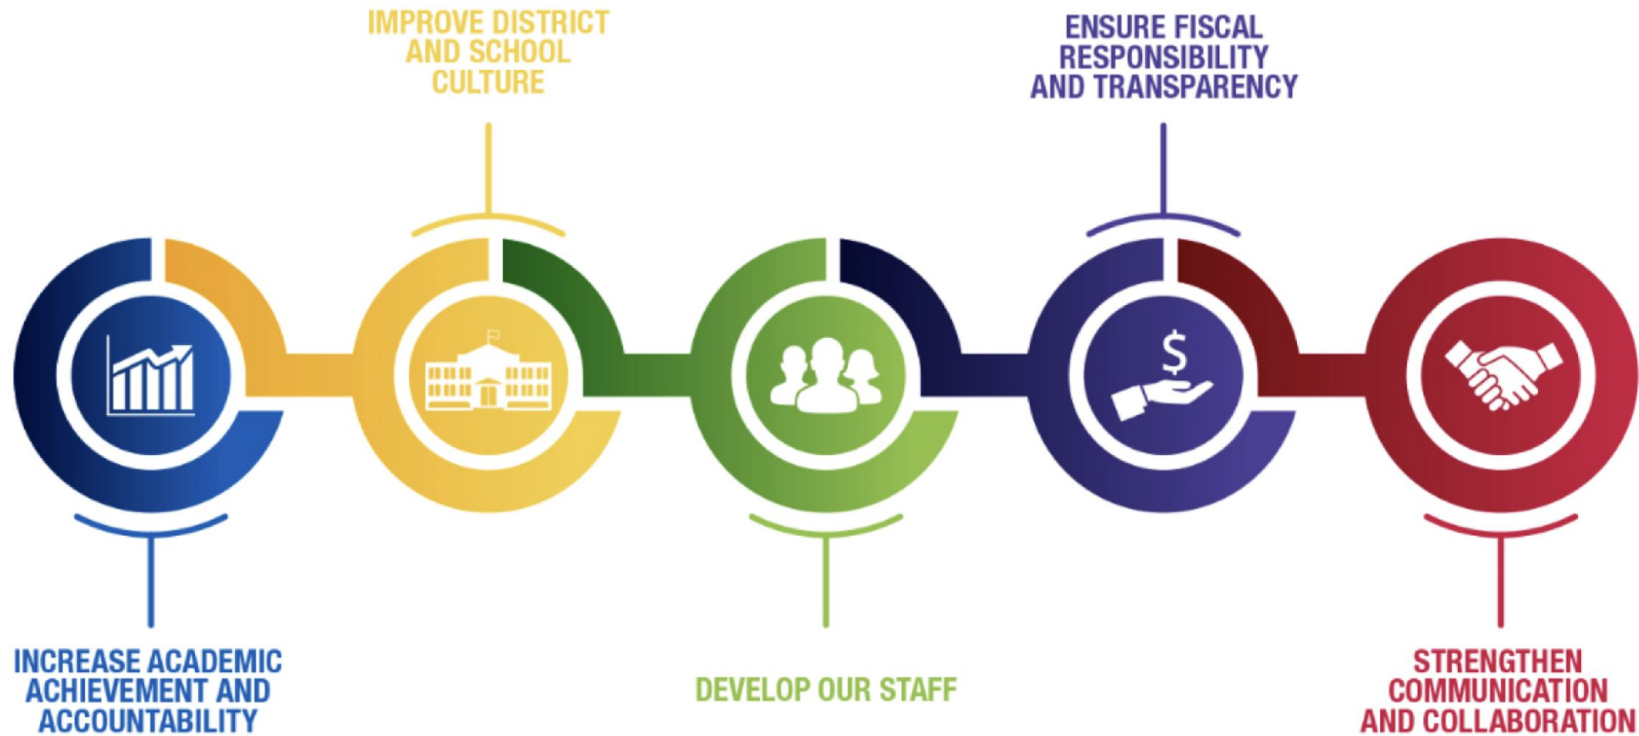 IMPROVE DISTRICT
AND SCHOOL
CULTURE
ENSURE FISCAL
RESPONSIBILITY
AND TRANSPARENCY
$
INCREASE ACADEMIC
ACHIEVEMENT AND
ACCOUNTABILITY
DEVELOP OUR STAFF
STRENGTHEN
COMMUNICATION
AND COLLABORATION